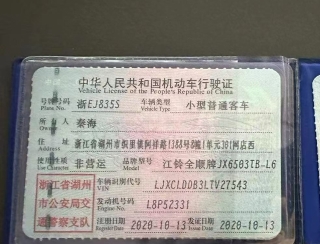 中华人民共和国机动车行驶证
Vehicle License of the People's Republic of China
号牌号码 浙EJ8355 车辆类型 小型普通客车
Plate No. Vehicle Type
所有人 秦海
Owner
住址 浙江省湖州市织里镇阿祥路1388号8幢1单元301网店西
Address
使用性质 非营运 品牌型号 江铃全顺牌JX6503TB-L6
Use Character Model
浙江省湖州 车辆识别代号 LJXCLDDB3LTV27543
VIN
市公安局交 发动机号码 L8P52331
Engine No.
通警察支队 注册日期 2020-10-13 发证日期 2020-10-13
Register Date Issue Date